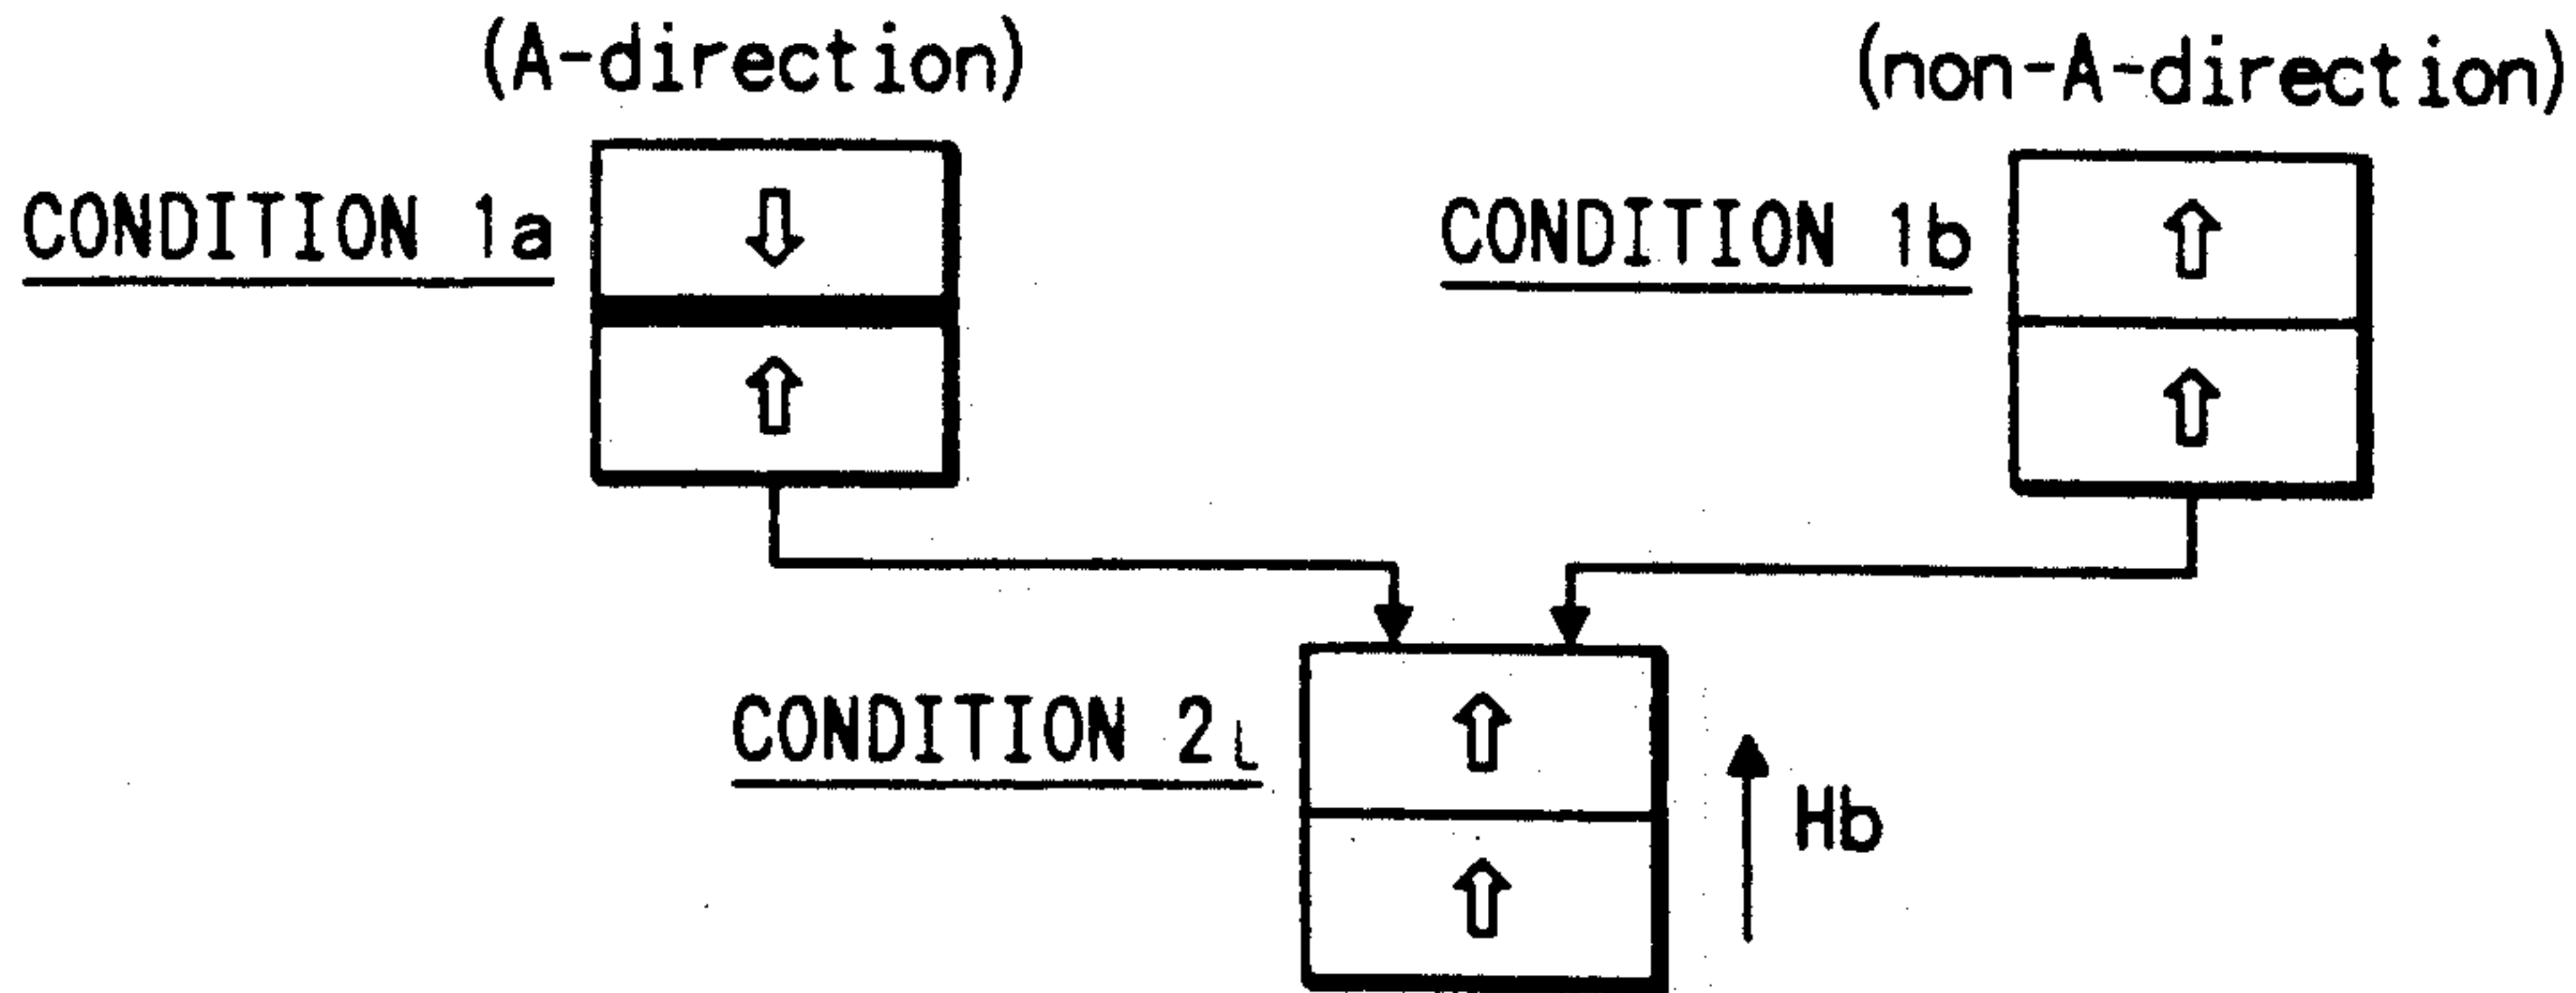 (A-direction)
(non-A-direction)
CONDITION 1a
CONDITION 1b
CONDITION 2L
Hb